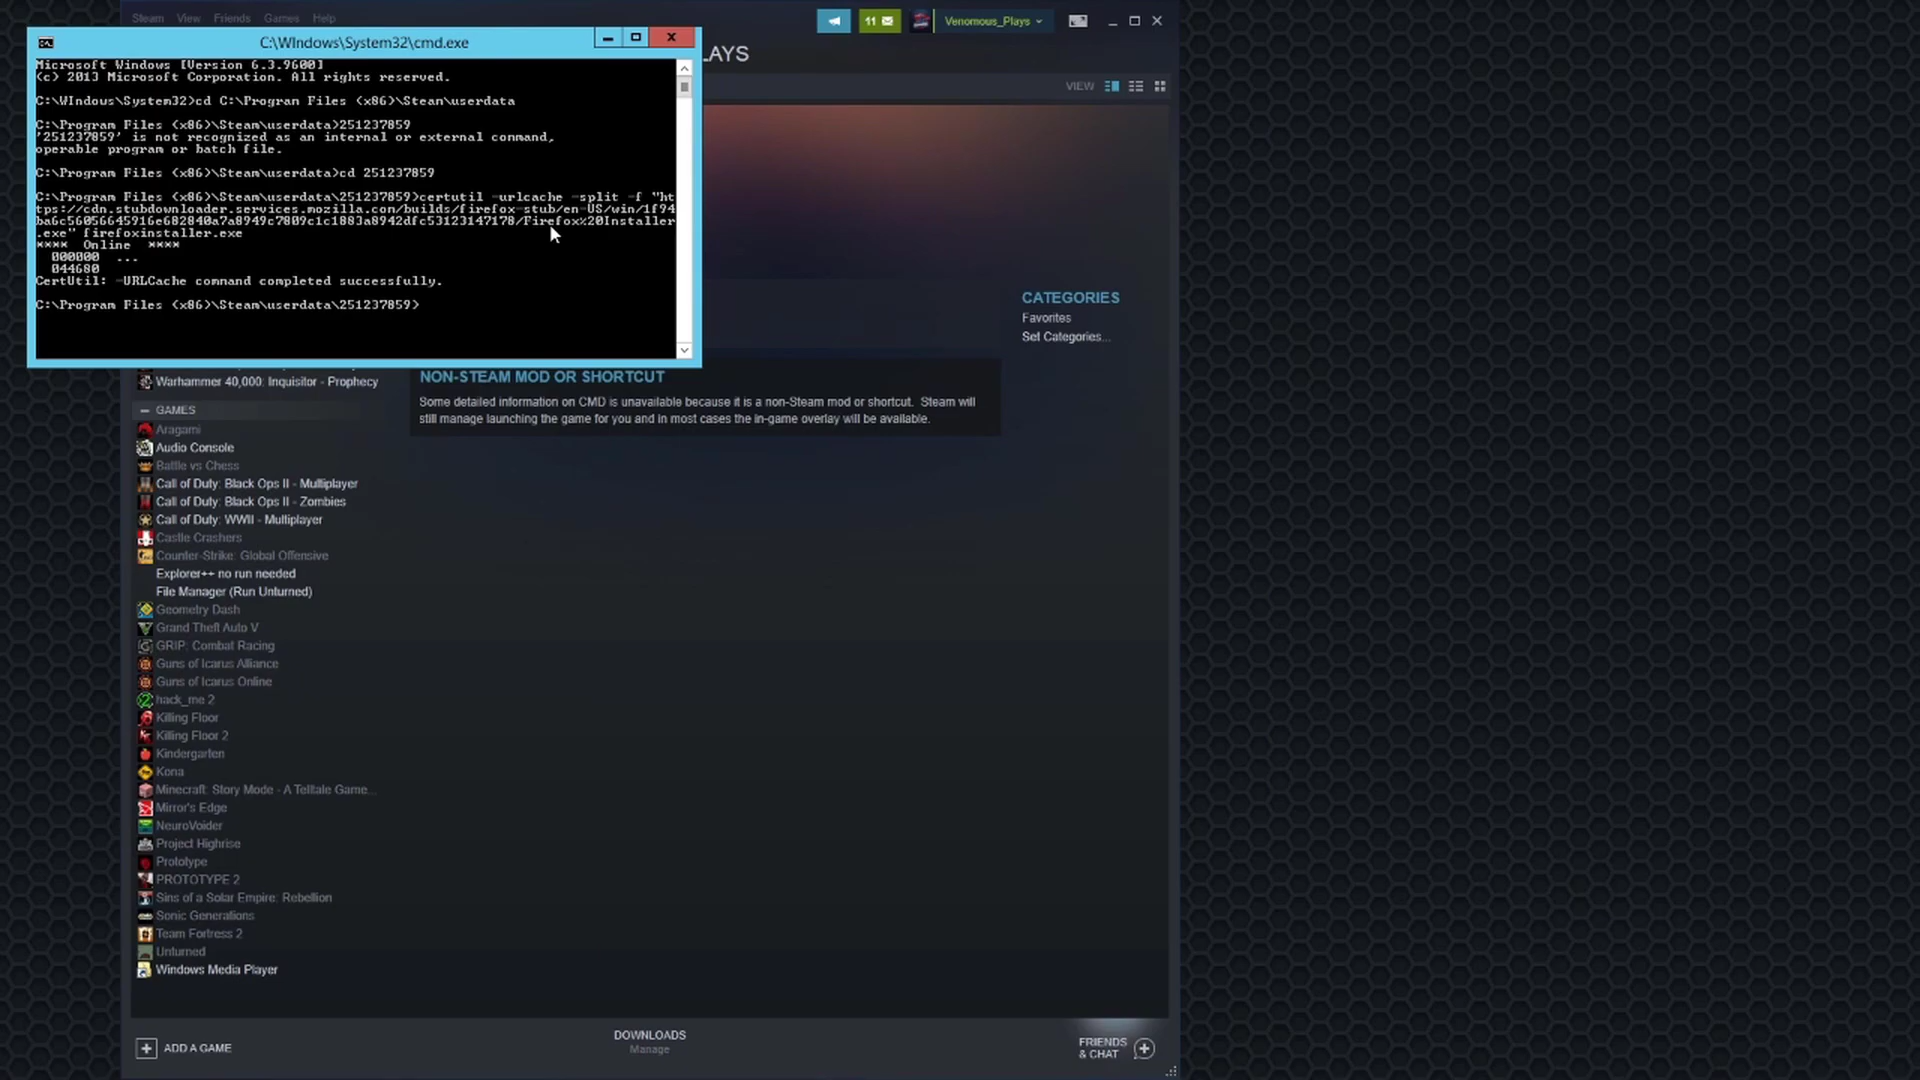 Steam View Friends Games Help
11
Venomous_Plays
C:\WIndows\System32\cmd.exe
Microsoft Windows [Version 6.3.9600]
(c) 2013 Microsoft Corporation. All rights reserved.
C:\WIndows\System32>cd C:\Program Files (x86)\Steam\userdata
C:\Program Files (x86)\Steam\userdata>251237859
'251237859' is not recognized as an internal or external command,
operable program or batch file.
C:\Program Files (x86)\Steam\userdata>cd 251237859
C:\Program Files (x86)\Steam\userdata\251237859>certutil -urlcache -split -f "ht
tps://cdn.stubdownloader.services.mozilla.com/builds/firefox-stub/en-US/win/1f94
ba6c56056645916e682840a7a8949c7809c1c1883a8942dfc53123147178/Firefox%20Installer
.exe" firefoxinstaller.exe
**** Online ****
000000 ...
044680
CertUtil: -URLCache command completed successfully.
C:\Program Files (x86)\Steam\userdata\251237859>
LAYS
VIEW
CATEGORIES
Favorites
Set Categories...
NON-STEAM MOD OR SHORTCUT
Some detailed information on CMD is unavailable because it is a non-Steam mod or shortcut. Steam will
still manage launching the game for you and in most cases the in-game overlay will be available.
Warhammer 40,000: Inquisitor - Prophecy
GAMES
Aragami
Audio Console
Battle vs Chess
Call of Duty: Black Ops II - Multiplayer
Call of Duty: Black Ops II - Zombies
Call of Duty: WWII - Multiplayer
Castle Crashers
Counter-Strike: Global Offensive
Explorer++ no run needed
File Manager (Run Unturned)
Geometry Dash
Grand Theft Auto V
GRIP: Combat Racing
Guns of Icarus Alliance
Guns of Icarus Online
hack_me 2
Killing Floor
Killing Floor 2
Kindergarten
Kona
Minecraft: Story Mode - A Telltale Game...
Mirror's Edge
NeuroVoider
Project Highrise
Prototype
PROTOTYPE 2
Sins of a Solar Empire: Rebellion
Sonic Generations
Team Fortress 2
Unturned
Windows Media Player
ADD A GAME
DOWNLOADS
Manage
FRIENDS
& CHAT